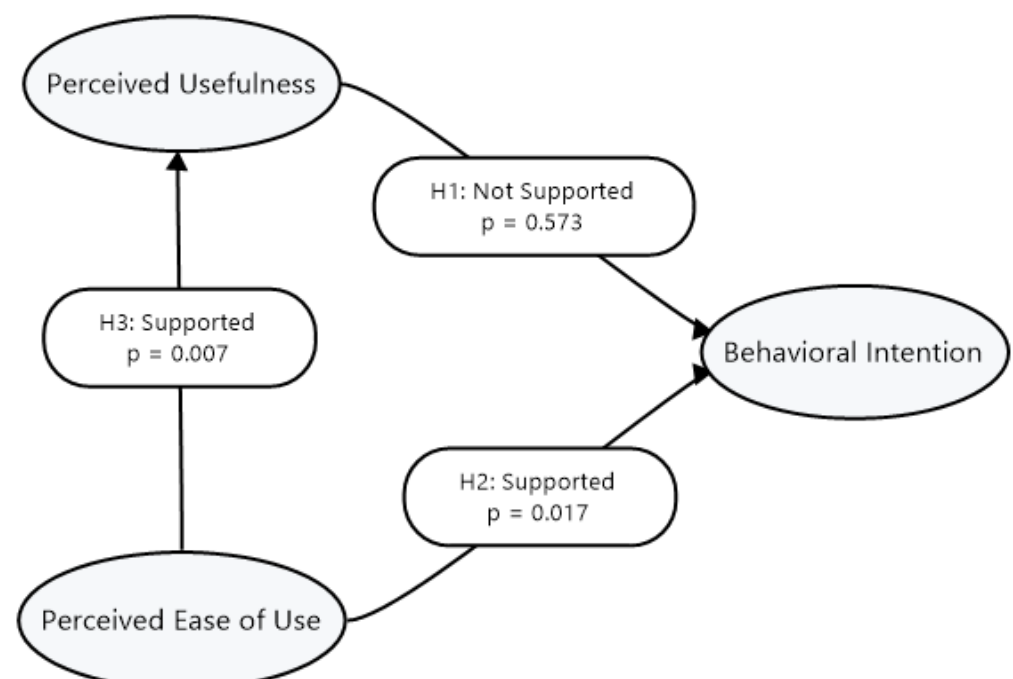 Perceived Usefulness
H1: Not Supported
p = 0.573
H3: Supported
p = 0.007
Behavioral Intention
H2: Supported
p = 0.017
Perceived Ease of Use